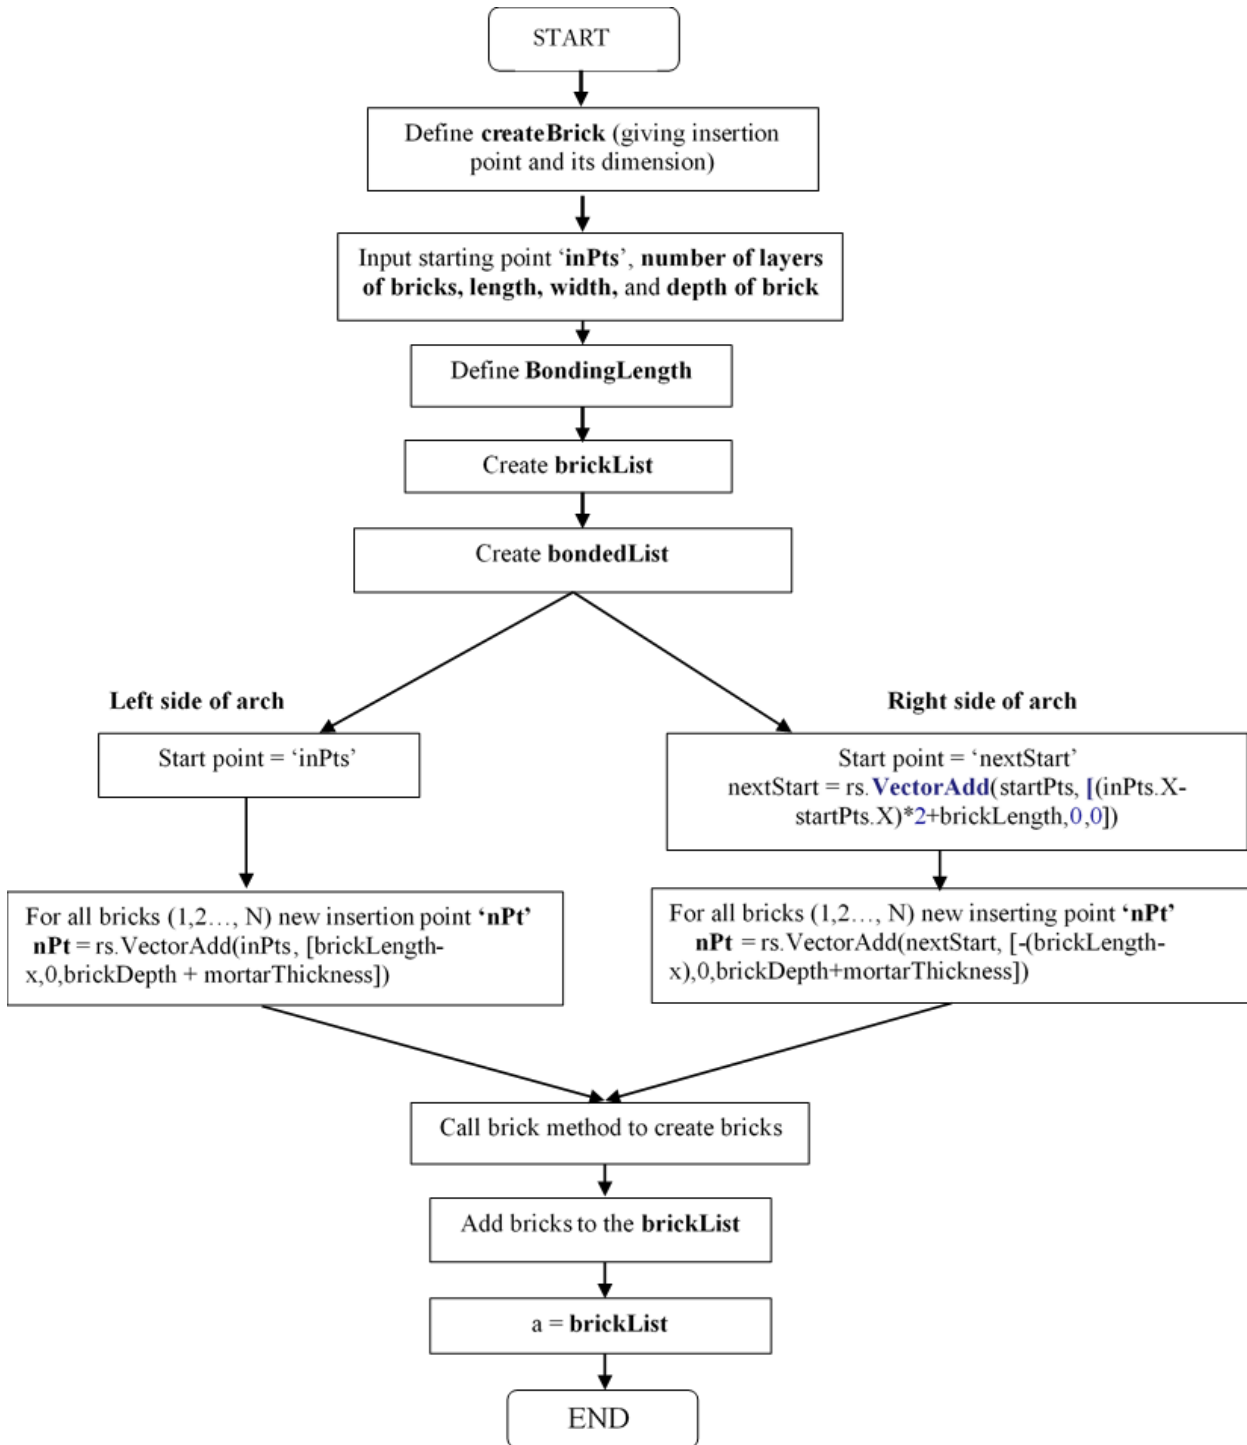 START
Define createBrick (giving insertion
point and its dimension)
Input starting point ‘inPts’, number of layers
of bricks, length, width, and depth of brick
Define BondingLength
Create brickList
Create bondedList
Left side of arch
Start point = ‘inPts’
For all bricks (1,2..., N) new insertion point ‘nPt’
nPt = rs.VectorAdd(inPts, [brickLength-
x,0,brickDepth + mortarThickness])
Right side of arch
Start point = ‘nextStart’
nextStart = rs.VectorAdd(startPts, [(inPts.X-
startPts.X)*2+brickLength,0,0])
For all bricks (1,2..., N) new inserting point ‘nPt’
nPt = rs.VectorAdd(nextStart, [-(brickLength-
x),0,brickDepth+mortarThickness])
Call brick method to create bricks
Add bricks to the brickList
a = brickList
END